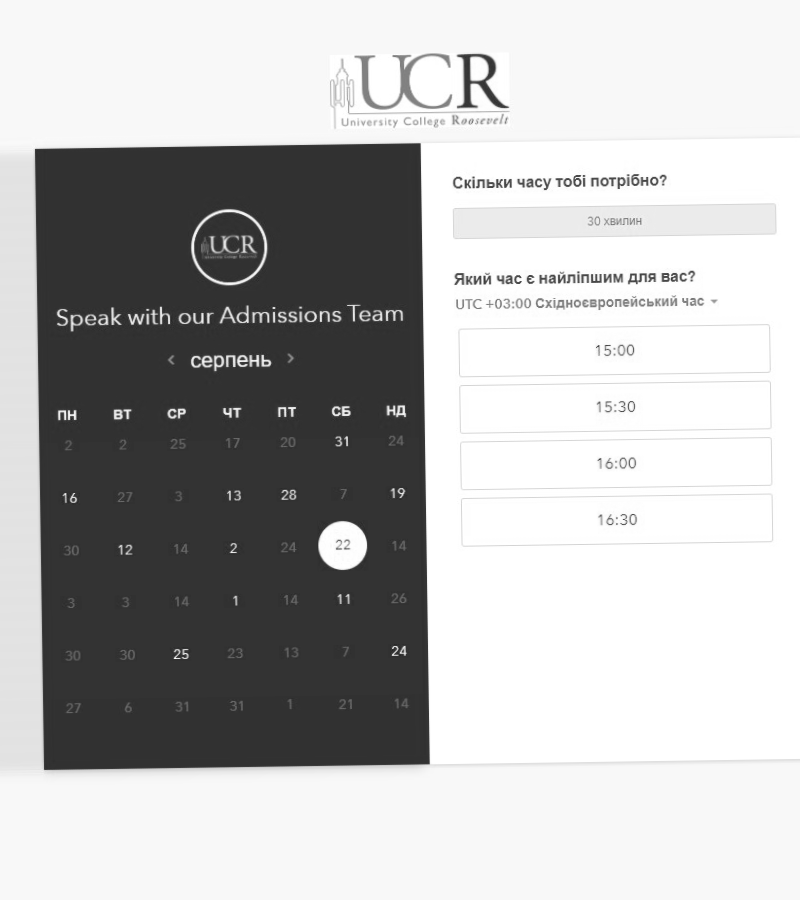 UCR
University College Roosevelt
UCR
Speak with our Admissions Team
серпень
ПН ВТ СР ЧТ ПТ СБ НД
2 2 25 17 20 31 24
16 27 3 13 28 7 19
30 12 14 2 24 22 14
3 3 14 1 14 11 26
30 30 25 23 13 7 24
27 6 31 31 1 21 14
Скільки часу тобі потрібно?
30 хвилин
Який час є найліпшим для вас?
UTC +03:00 Східноєвропейський час
15:00
15:30
16:00
16:30